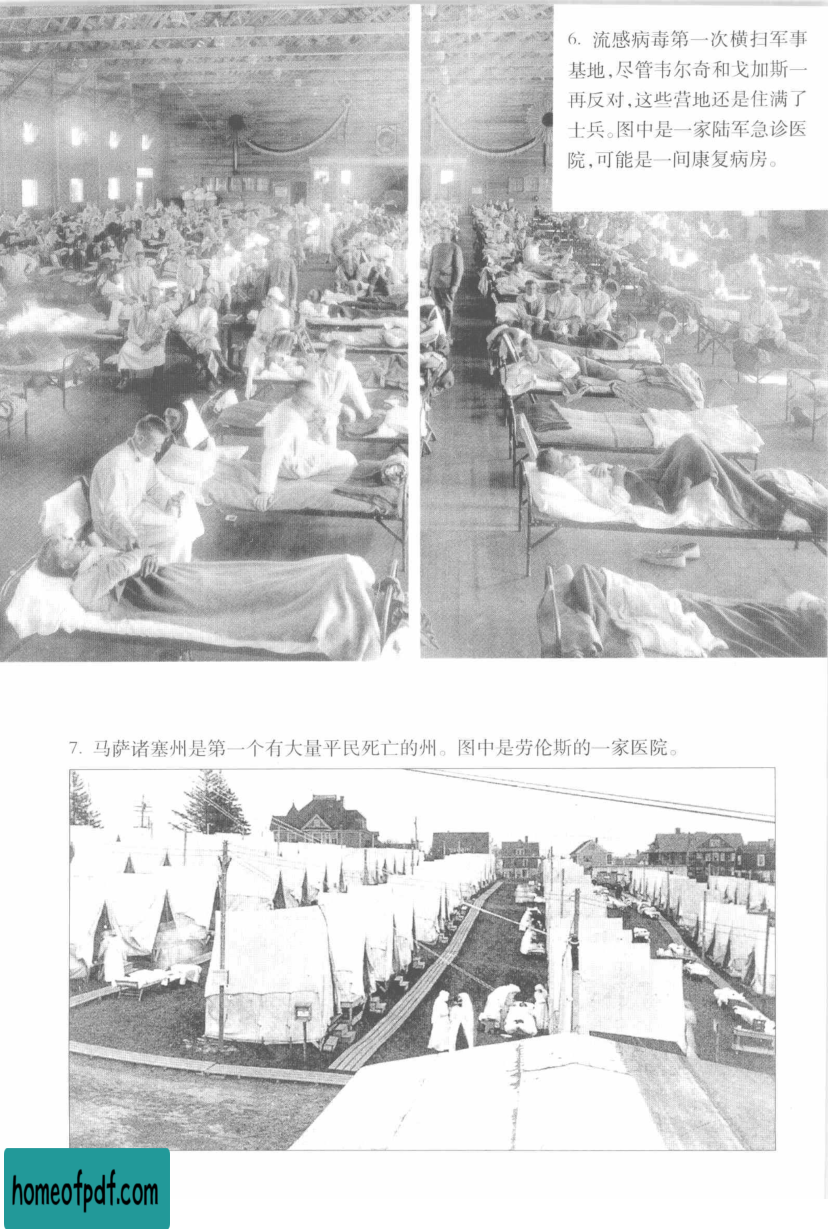 6. 流感病毒第一次横扫军事
基地,尽管韦尔奇和戈加斯一
再反对,这些营地还是住满了
士兵。图中是一家陆军急诊医
院,可能是一间康复病房。
7. 马萨诸塞州是第一个有大量平民死亡的州。图中是劳伦斯的一家医院。
homeofpdf.com